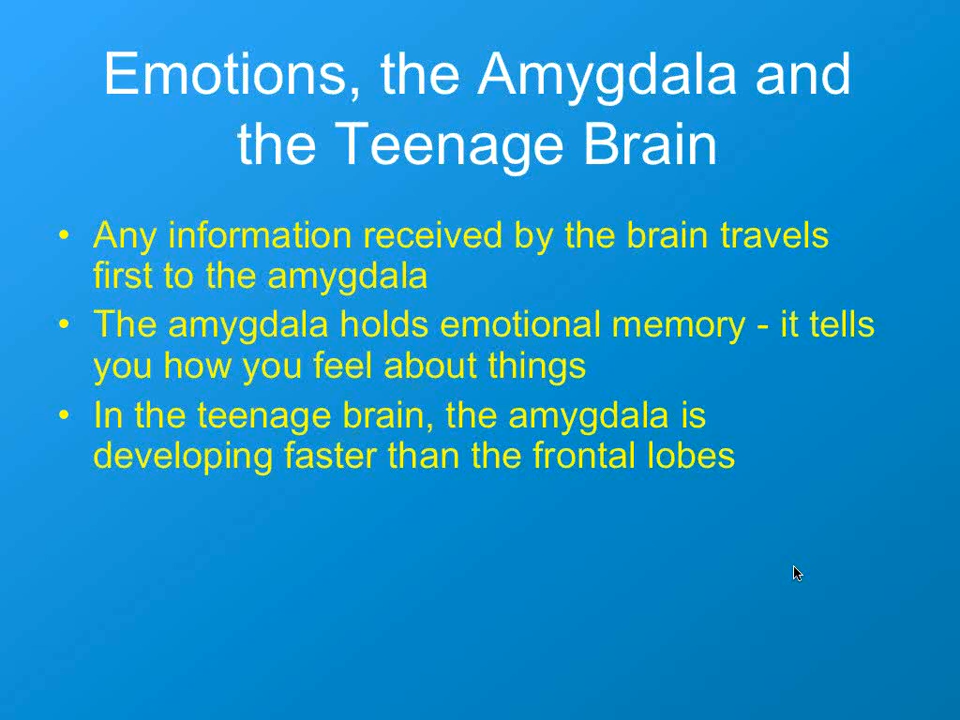 Emotions, the Amygdala and
the Teenage Brain
• Any information received by the brain travels
first to the amygdala
• The amygdala holds emotional memory - it tells
you how you feel about things
• In the teenage brain, the amygdala is
developing faster than the frontal lobes